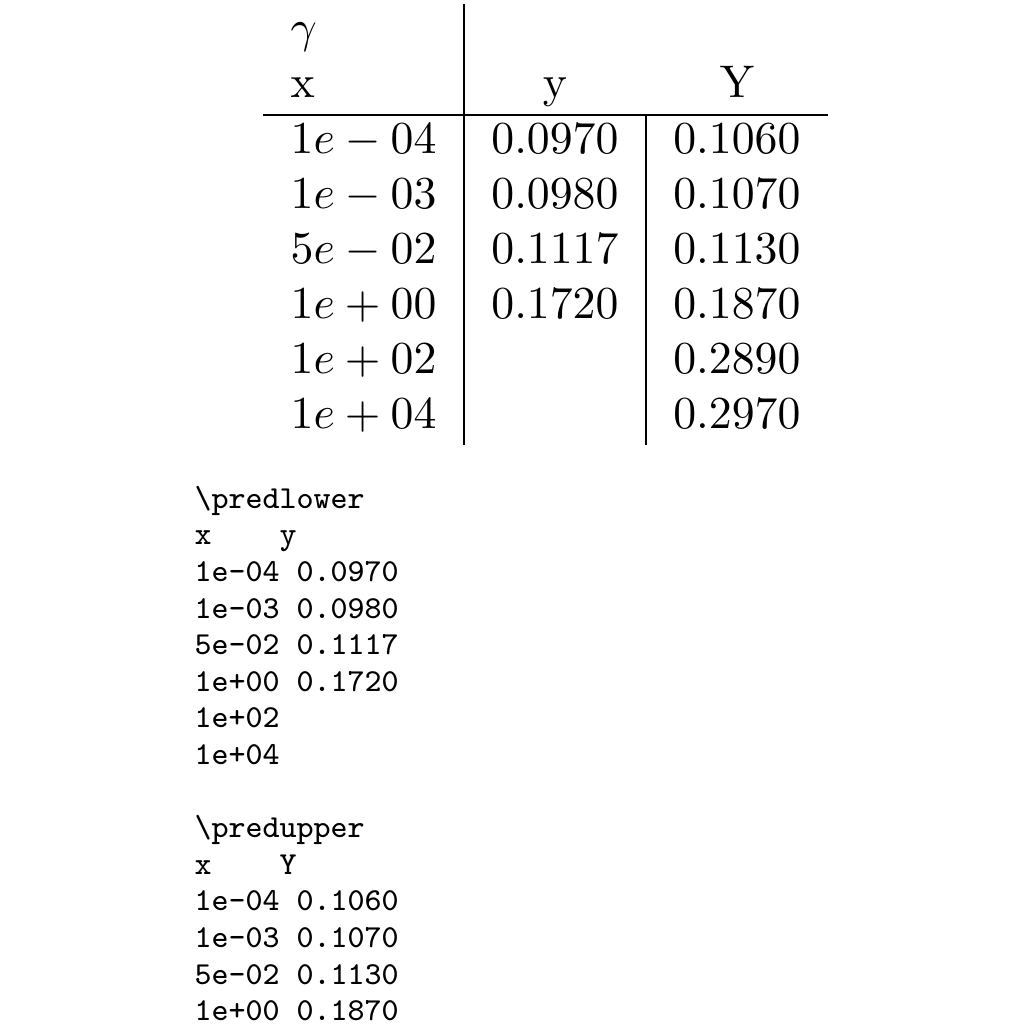 γ
x y Y
1e − 04 0.0970 0.1060
1e − 03 0.0980 0.1070
5e − 02 0.1117 0.1130
1e + 00 0.1720 0.1870
1e + 02 0.2890
1e + 04 0.2970
\predlower
x    y
1e-04 0.0970
1e-03 0.0980
5e-02 0.1117
1e+00 0.1720
1e+02
1e+04
\predupper
x    Y
1e-04 0.1060
1e-03 0.1070
5e-02 0.1130
1e+00 0.1870